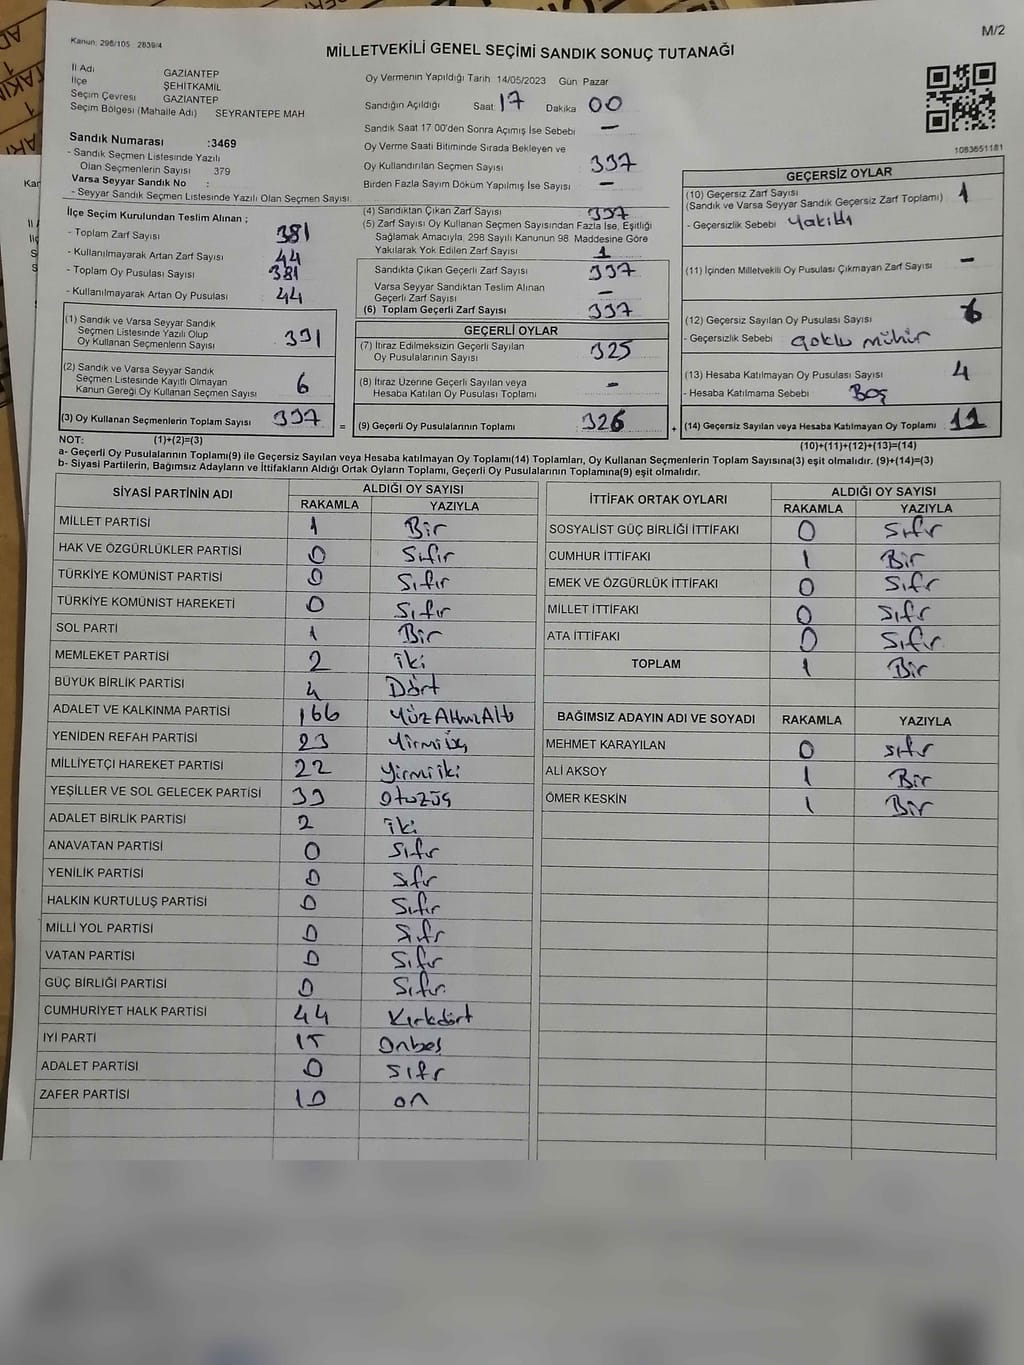 M/2
Kanun: 298/105 2839/4
MİLLETVEKİLİ GENEL SEÇİMİ SANDIK SONUÇ TUTANAĞI
İl Adı GAZİANTEP
İlçe ŞEHİTKAMİL
Seçim Çevresi GAZİANTEP
Seçim Bölgesi (Mahalle Adı) SEYRANTEPE MAH
Sandık Numarası :3469
- Sandık Seçmen Listesinde Yazılı
Olan Seçmenlerin Sayısı 379
Varsa Seyyar Sandık No :
- Seyyar Sandık Seçmen Listesinde Yazılı Olan Seçmen Sayısı:
Oy Vermenin Yapıldığı Tarih 14/05/2023 Gün Pazar
Sandığın Açıldığı Saat 17 Dakika 00
Sandık Saat 17:00'den Sonra Açımış İse Sebebi —
Oy Verme Saati Bitiminde Sırada Bekleyen ve
Oy Kullandırılan Seçmen Sayısı 337
Birden Fazla Sayım Döküm Yapılmış İse Sayısı —
1083651181
İlçe Seçim Kurulundan Teslim Alınan ;
- Toplam Zarf Sayısı 381
- Kullanılmayarak Artan Zarf Sayısı 44
- Toplam Oy Pusulası Sayısı 381
- Kullanılmayarak Artan Oy Pusulası 44
(1) Sandık ve Varsa Seyyar Sandık
Seçmen Listesinde Yazılı Olup
Oy Kullanan Seçmenlerin Sayısı 331
(2) Sandık ve Varsa Seyyar Sandık
Seçmen Listesinde Kayıtlı Olmayan
Kanun Gereği Oy Kullanan Seçmen Sayısı 6
(3) Oy Kullanan Seçmenlerin Toplam Sayısı 337 =
(4) Sandıktan Çıkan Zarf Sayısı 337
(5) Zarf Sayısı Oy Kullanan Seçmen Sayısından Fazla İse, Eşitliği
Sağlamak Amacıyla, 298 Sayılı Kanunun 98. Maddesine Göre
Yakılarak Yok Edilen Zarf Sayısı 1
Sandıkta Çıkan Geçerli Zarf Sayısı 337
Varsa Seyyar Sandıktan Teslim Alınan
Geçerli Zarf Sayısı —
(6) Toplam Geçerli Zarf Sayısı 337
GEÇERLİ OYLAR
(7) İtiraz Edilmeksizin Geçerli Sayılan
Oy Pusulalarının Sayısı 325
(8) İtiraz Üzerine Geçerli Sayılan veya
Hesaba Katılan Oy Pusulası Toplamı —
(9) Geçerli Oy Pusulalarının Toplamı 326 +
GEÇERSİZ OYLAR
(10) Geçersiz Zarf Sayısı 1
(Sandık ve Varsa Seyyar Sandık Geçersiz Zarf Toplamı)
- Geçersiz Sebebi Yakıldı
(11) İçinden Milletvekili Oy Pusulası Çıkmayan Zarf Sayısı —
(12) Geçersiz Sayılan Oy Pusulası Sayısı 6
- Geçersizlik Sebebi Çoklu mühür
(13) Hesaba Katılmayan Oy Pusulası Sayısı 4
- Hesaba Katılmama Sebebi Boş
(14) Geçersiz Sayılan veya Hesaba Katılmayan Oy Toplamı 11
NOT: (1)+(2)=(3) (10)+(11)+(12)+(13)=(14)
a- Geçerli Oy Pusulalarının Toplamı(9) ile Geçersiz Sayılan veya Hesaba Katılmayan Oy Toplamı(14) Toplamları, Oy Kullanan Seçmenlerin Toplam Sayısına(3) eşit olmalıdır. (9)+(14)=(3)
b- Siyasi Partilerin, Bağımsız Adayların ve İttifakların Aldığı Ortak Oyların Toplamı, Geçerli Oy Pusulalarının Toplamına(9) eşit olmalıdır.
SİYASİ PARTİNİN ADI ALDIĞI OY SAYISI
RAKAMLA YAZIYLA
MİLLET PARTİSİ 1 Bir
HAK VE ÖZGÜRLÜKLER PARTİSİ 0 Sıfır
TÜRKİYE KOMÜNİST PARTİSİ 0 Sıfır
TÜRKİYE KOMÜNİST HAREKETİ 0 Sıfır
SOL PARTİ 1 Bir
MEMLEKET PARTİSİ 2 iki
BÜYÜK BİRLİK PARTİSİ 4 Dört
ADALET VE KALKINMA PARTİSİ 166 YüzAltmıAltı
YENİDEN REFAH PARTİSİ 23 Yirmiüç
MİLLİYETÇİ HAREKET PARTİSİ 22 Yirmiiki
YEŞİLLER VE SOL GELECEK PARTİSİ 33 Otuzüç
ADALET BİRLİK PARTİSİ 2 iki
ANAVATAN PARTİSİ 0 Sıfır
YENİLİK PARTİSİ 0 Sıfır
HALKIN KURTULUŞ PARTİSİ 0 Sıfır
MİLLİ YOL PARTİSİ 0 Sıfır
VATAN PARTİSİ 0 Sıfır
GÜÇ BİRLİĞİ PARTİSİ 0 Sıfır
CUMHURİYET HALK PARTİSİ 44 Kırkdört
İYİ PARTİ 15 Onbeş
ADALET PARTİSİ 0 Sıfır
ZAFER PARTİSİ 10 on
İTTİFAK ORTAK OYLARI ALDIĞI OY SAYISI
RAKAMLA YAZIYLA
SOSYALİST GÜÇ BİRLİĞİ İTTİFAKI 0 Sıfır
CUMHUR İTTİFAKI 1 Bir
EMEK VE ÖZGÜRLÜK İTTİFAKI 0 Sıfır
MİLLET İTTİFAKI 0 Sıfır
ATA İTTİFAKI 0 Sıfır
TOPLAM 1 Bir
BAĞIMSIZ ADAYIN ADI VE SOYADI RAKAMLA YAZIYLA
MEHMET KARAYILAN 0 sıfır
ALİ AKSOY 1 Bir
ÖMER KESKİN 1 Bir